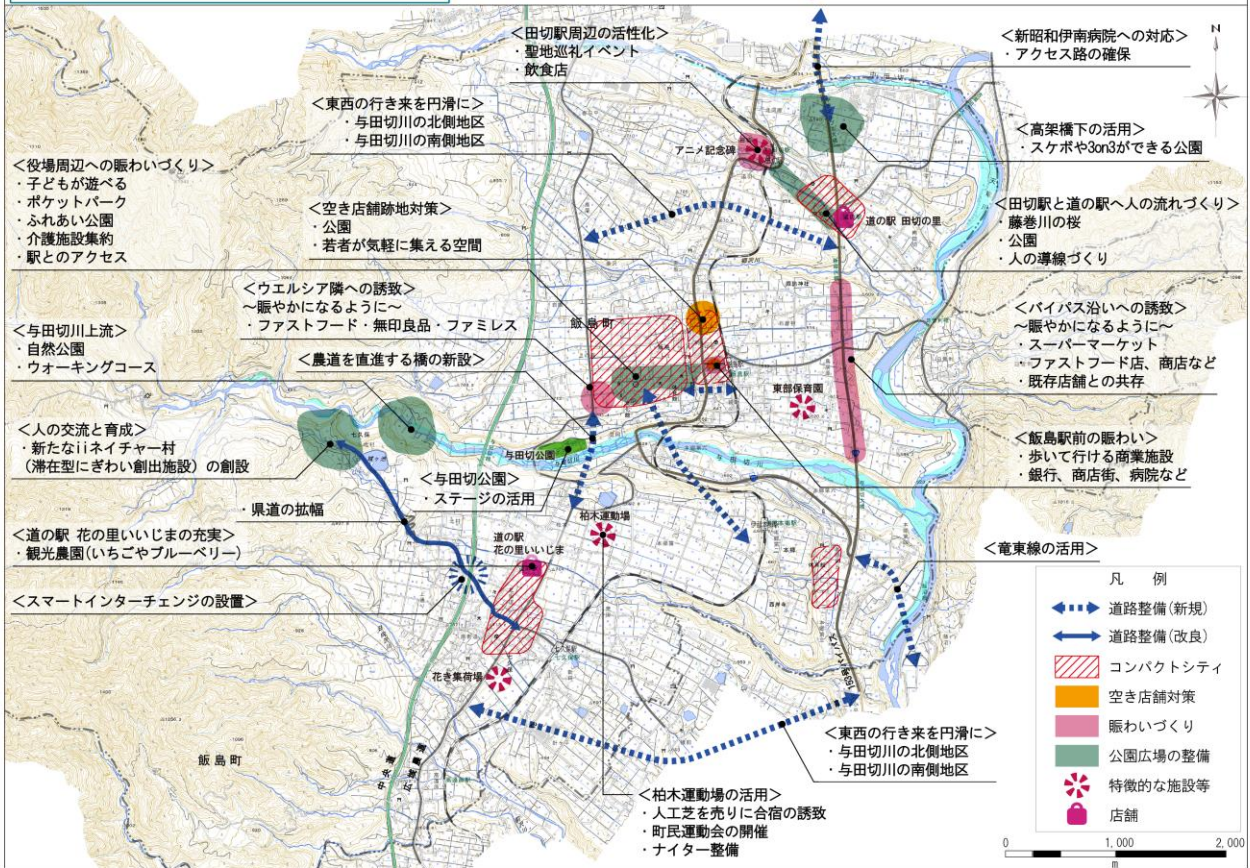 ＜田切駅周辺の活性化＞
・聖地巡礼イベント
・飲食店
＜新昭和伊南病院への対応＞
・アクセス路の確保
N
＜東西の行き来を円滑に＞
・与田切川の北側地区
・与田切川の南側地区
アニメ記念碑
＜高架橋下の活用＞
・スケボや3on3ができる公園
＜役場周辺への賑わいづくり＞
・子どもが遊べる
・ポケットパーク
・ふれあい公園
・介護施設集約
・駅とのアクセス
＜空き店舗跡地対策＞
・公園
・若者が気軽に集える空間
道の駅 田切の里
＜田切駅と道の駅へ人の流れづくり＞
・藤巻川の桜
・公園
・人の導線づくり
＜ウエルシア隣への誘致＞
～賑やかになるように～
・ファストフード・無印良品・ファミレス
飯島町
＜バイパス沿いへの誘致＞
～賑やかになるように～
・スーパーマーケット
・ファストフード店、商店など
・既存店舗との共存
＜与田切川上流＞
・自然公園
・ウォーキングコース
＜農道を直進する橋の新設＞
東部保育園
＜人の交流と育成＞
・新たなiiネイチャー村
（滞在型にぎわい創出施設）の創設
与田切公園
＜飯島駅前の賑わい＞
・歩いて行ける商業施設
・銀行、商店街、病院など
＜与田切公園＞
・ステージの活用
・県道の拡幅
柏木運動場
＜道の駅 花の里いいじまの充実＞
・観光農園(いちごやブルーベリー)
道の駅
花の里いいじま
＜竜東線の活用＞
＜スマートインターチェンジの設置＞
花き集荷場
凡 例
道路整備(新規)
道路整備(改良)
コンパクトシティ
空き店舗対策
賑わいづくり
公園広場の整備
特徴的な施設等
店舗
＜東西の行き来を円滑に＞
・与田切川の北側地区
・与田切川の南側地区
飯島町
＜柏木運動場の活用＞
・人工芝を売りに合宿の誘致
・町民運動会の開催
・ナイター整備
0 1,000 2,000
m